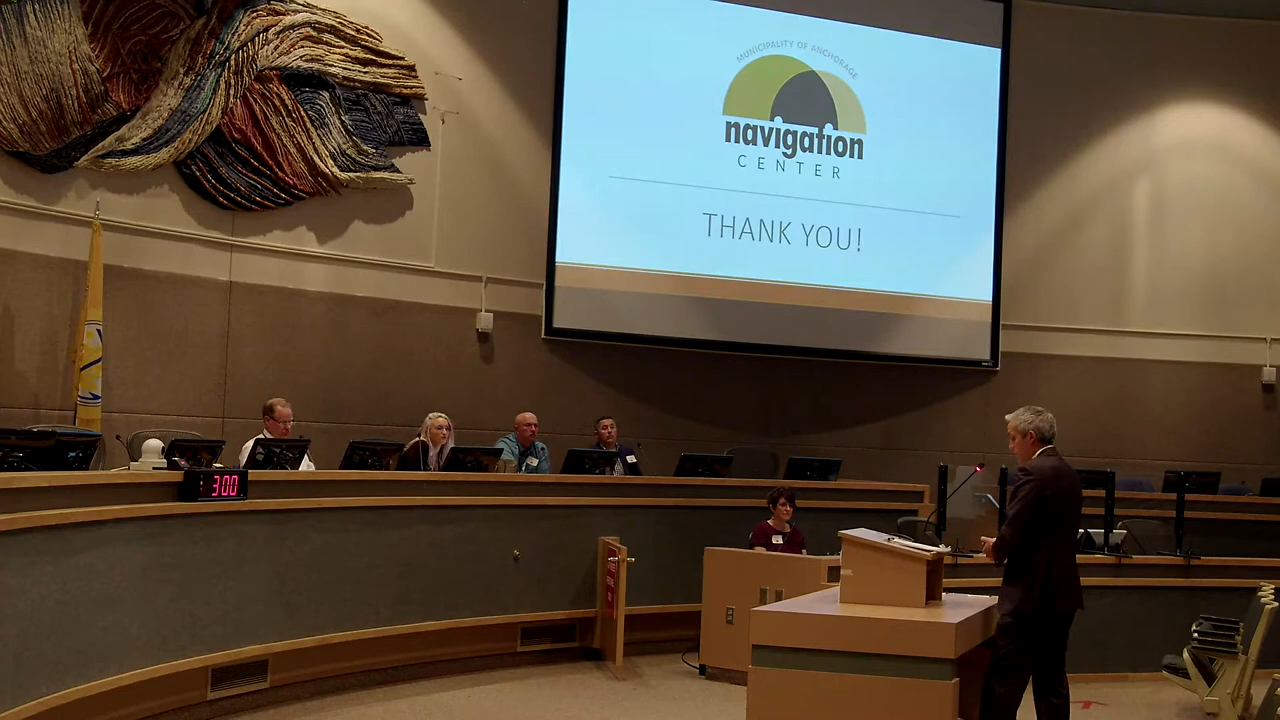 MUNICIPALITY OF ANCHORAGE
navigation
CENTER
THANK YOU!
3:00